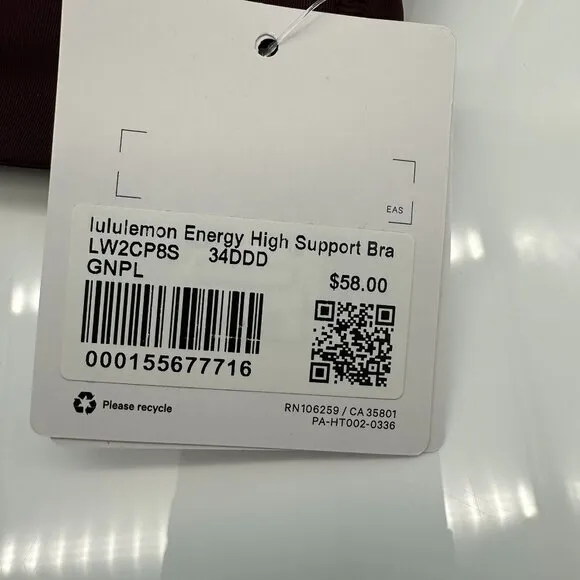 EAS
lululemon Energy High Support Bra
LW2CP8S 34DDD
GNPL
$58.00
000155677716
Please recycle
RN106259 / CA 35801
PA-HT002-0336